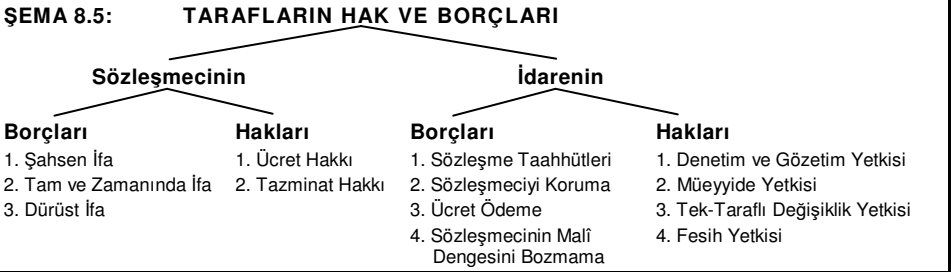 ŞEMA 8.5: TARAFLARIN HAK VE BORÇLARI
Sözleşmecinin
İdarenin
Borçları
1. Şahsen İfa
2. Tam ve Zamanında İfa
3. Dürüst İfa
Hakları
1. Ücret Hakkı
2. Tazminat Hakkı
Borçları
1. Sözleşme Taahhütleri
2. Sözleşmeciyi Koruma
3. Ücret Ödeme
4. Sözleşmecinin Malî
Dengesini Bozmama
Hakları
1. Denetim ve Gözetim Yetkisi
2. Müeyyide Yetkisi
3. Tek-Taraflı Değişiklik Yetkisi
4. Fesih Yetkisi